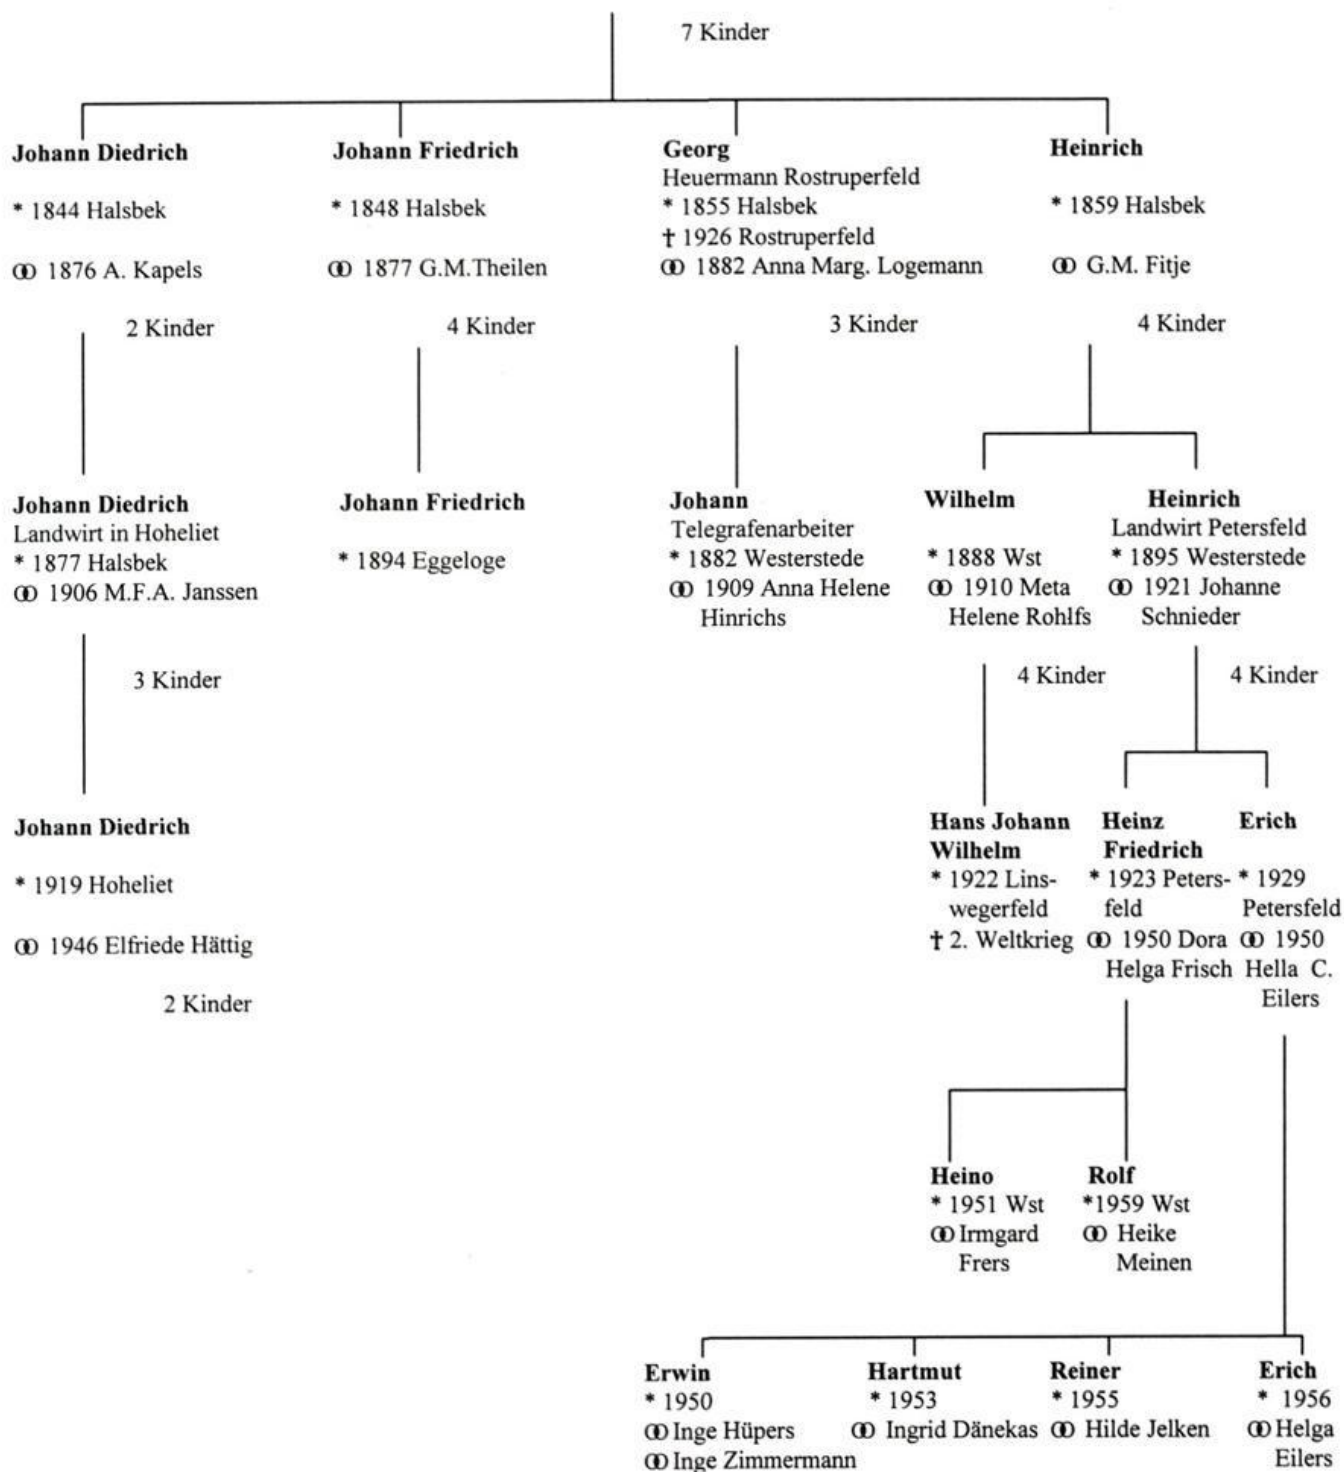 7 Kinder
Johann Diedrich
* 1844 Halsbek
⚭ 1876 A. Kapels
2 Kinder
Johann Friedrich
* 1848 Halsbek
⚭ 1877 G.M.Theilen
4 Kinder
Georg
Heuermann Rostruperfeld
* 1855 Halsbek
† 1926 Rostruperfeld
⚭ 1882 Anna Marg. Logemann
3 Kinder
Heinrich
* 1859 Halsbek
⚭ G.M. Fitje
4 Kinder
Johann Diedrich
Landwirt in Hoheliet
* 1877 Halsbek
⚭ 1906 M.F.A. Janssen
3 Kinder
Johann Friedrich
* 1894 Eggeloge
Johann
Telegrafenarbeiter
* 1882 Westerstede
⚭ 1909 Anna Helene
Hinrichs
Wilhelm
* 1888 Wst
⚭ 1910 Meta
Helene Rohlfs
4 Kinder
Heinrich
Landwirt Petersfeld
* 1895 Westerstede
⚭ 1921 Johanne
Schnieder
4 Kinder
Johann Diedrich
* 1919 Hoheliet
⚭ 1946 Elfriede Hättig
2 Kinder
Hans Johann
Wilhelm
* 1922 Lins-
wegerfeld
† 2. Weltkrieg
Heinz
Friedrich
* 1923 Peters-
feld
⚭ 1950 Dora
Helga Frisch
Erich
* 1929
Petersfeld
⚭ 1950
Hella C.
Eilers
Heino
* 1951 Wst
⚭ Irmgard
Frers
Rolf
*1959 Wst
⚭ Heike
Meinen
Erwin
* 1950
⚭ Inge Hüpers
⚭ Inge Zimmermann
Hartmut
* 1953
⚭ Ingrid Dänekas
Reiner
* 1955
⚭ Hilde Jelken
Erich
* 1956
⚭ Helga
Eilers